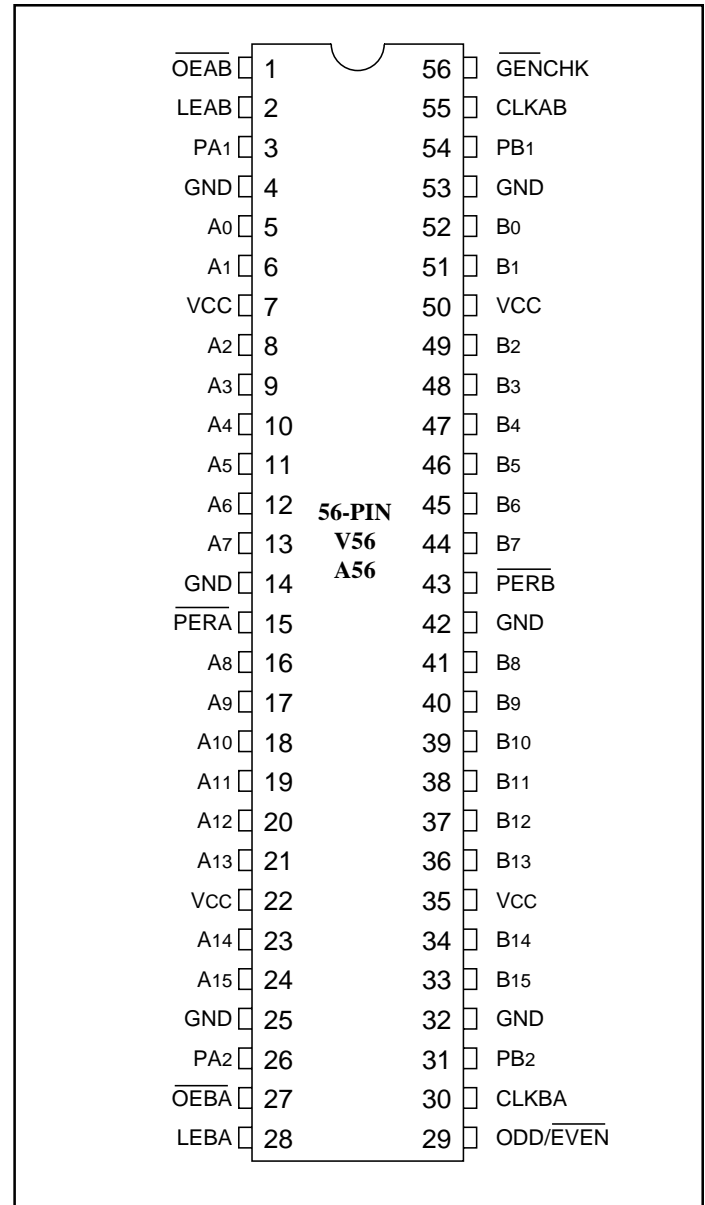 OEAB 1 56 GENCHK
LEAB 2 55 CLKAB
PA1 3 54 PB1
GND 4 53 GND
A0 5 52 B0
A1 6 51 B1
VCC 7 50 VCC
A2 8 49 B2
A3 9 48 B3
A4 10 47 B4
A5 11 46 B5
A6 12 56-PIN 45 B6
A7 13 V56 44 B7
GND 14 A56 43 PERB
PERA 15 42 GND
A8 16 41 B8
A9 17 40 B9
A10 18 39 B10
A11 19 38 B11
A12 20 37 B12
A13 21 36 B13
VCC 22 35 VCC
A14 23 34 B14
A15 24 33 B15
GND 25 32 GND
PA2 26 31 PB2
OEBA 27 30 CLKBA
LEBA 28 29 ODD/EVEN